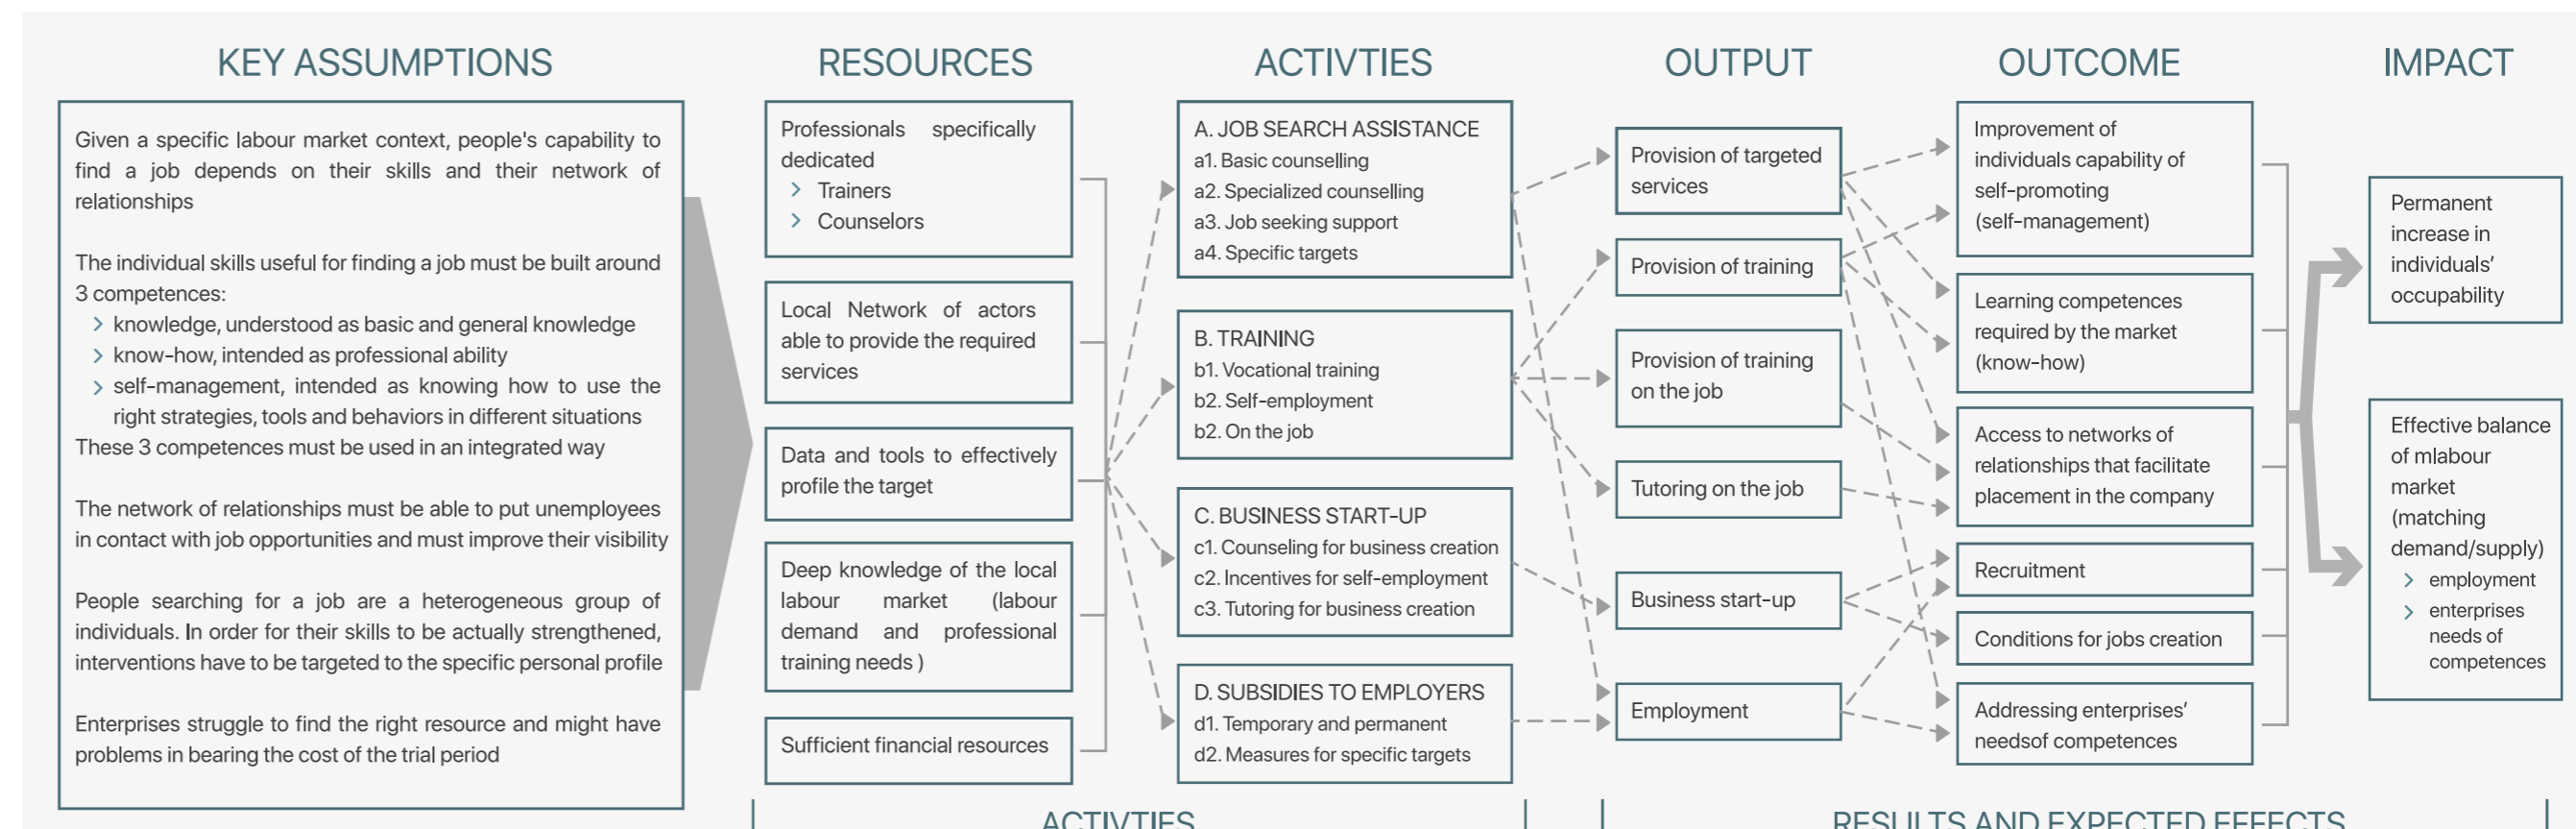 KEY ASSUMPTIONS
Given a specific labour market context, people's capability to
find a job depends on their skills and their network of
relationships
The individual skills useful for finding a job must be built around
3 competences:
knowledge, understood as basic and general knowledge
know-how, intended as professional ability
self-management, intended as knowing how to use the
right strategies, tools and behaviors in different situations
These 3 competences must be used in an integrated way
The network of relationships must be able to put unemployees
in contact with job opportunities and must improve their visibility
People searching for a job are a heterogeneous group of
individuals. In order for their skills to be actually strengthened,
interventions have to be targeted to the specific personal profile
Enterprises struggle to find the right resource and might have
problems in bearing the cost of the trial period
RESOURCES
Professionals specifically
dedicated
Trainers
Counselors
Local Network of actors
able to provide the required
services
Data and tools to effectively
profile the target
Deep knowledge of the local
labour market (labour
demand and professional
training needs )
Sufficient financial resources
ACTIVTIES
A. JOB SEARCH ASSISTANCE
a1. Basic counselling
a2. Specialized counselling
a3. Job seeking support
a4. Specific targets
B. TRAINING
b1. Vocational training
b2. Self-employment
b2. On the job
C. BUSINESS START-UP
c1. Counseling for business creation
c2. Incentives for self-employment
c3. Tutoring for business creation
D. SUBSIDIES TO EMPLOYERS
d1. Temporary and permanent
d2. Measures for specific targets
OUTPUT
Provision of targeted
services
Provision of training
Provision of training
on the job
Tutoring on the job
Business start-up
Employment
OUTCOME
Improvement of
individuals capability of
self-promoting
(self-management)
Learning competences
required by the market
(know-how)
Access to networks of
relationships that facilitate
placement in the company
Recruitment
Conditions for jobs creation
Addressing enterprises’
needsof competences
IMPACT
Permanent
increase in
individuals’
occupability
Effective balance
of mlabour
market
(matching
demand/supply)
employment
enterprises
needs of
competences
ACTIVTIES
RESULTS AND EXPECTED EFFECTS